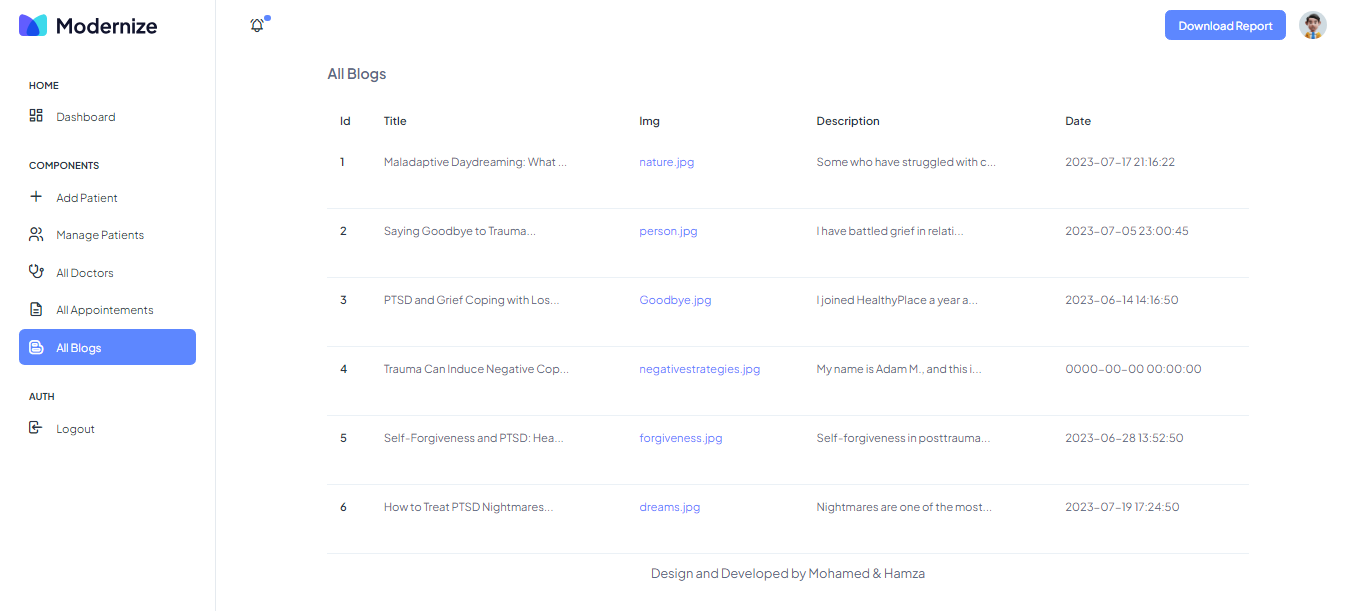 Modernize
Download Report
HOME
Dashboard
COMPONENTS
Add Patient
Manage Patients
All Doctors
All Appointements
All Blogs
AUTH
Logout
All Blogs
Id Title Img Description Date
1 Maladaptive Daydreaming: What ... nature.jpg Some who have struggled with c... 2023-07-17 21:16:22
2 Saying Goodbye to Trauma... person.jpg I have battled grief in relati... 2023-07-05 23:00:45
3 PTSD and Grief Coping with Los... Goodbye.jpg I joined HealthyPlace a year a... 2023-06-14 14:16:50
4 Trauma Can Induce Negative Cop... negativestrategies.jpg My name is Adam M., and this i... 0000-00-00 00:00:00
5 Self-Forgiveness and PTSD: Hea... forgiveness.jpg Self-forgiveness in posttrauma... 2023-06-28 13:52:50
6 How to Treat PTSD Nightmares... dreams.jpg Nightmares are one of the most... 2023-07-19 17:24:50
Design and Developed by Mohamed & Hamza